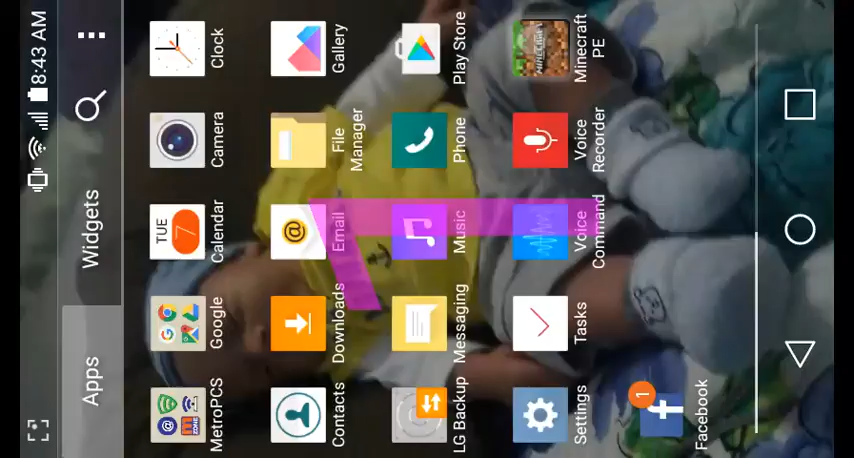 8:43 AM
Apps
Widgets
MetroPCS
Google
TUE
7
Calendar
Camera
Clock
Contacts
Downloads
@
Email
File
Manager
Gallery
LG Backup
Messaging
Music
Phone
Play Store
Settings
Tasks
Voice
Command
Voice
Recorder
MINECRAFT
Minecraft
PE
1
f
Facebook